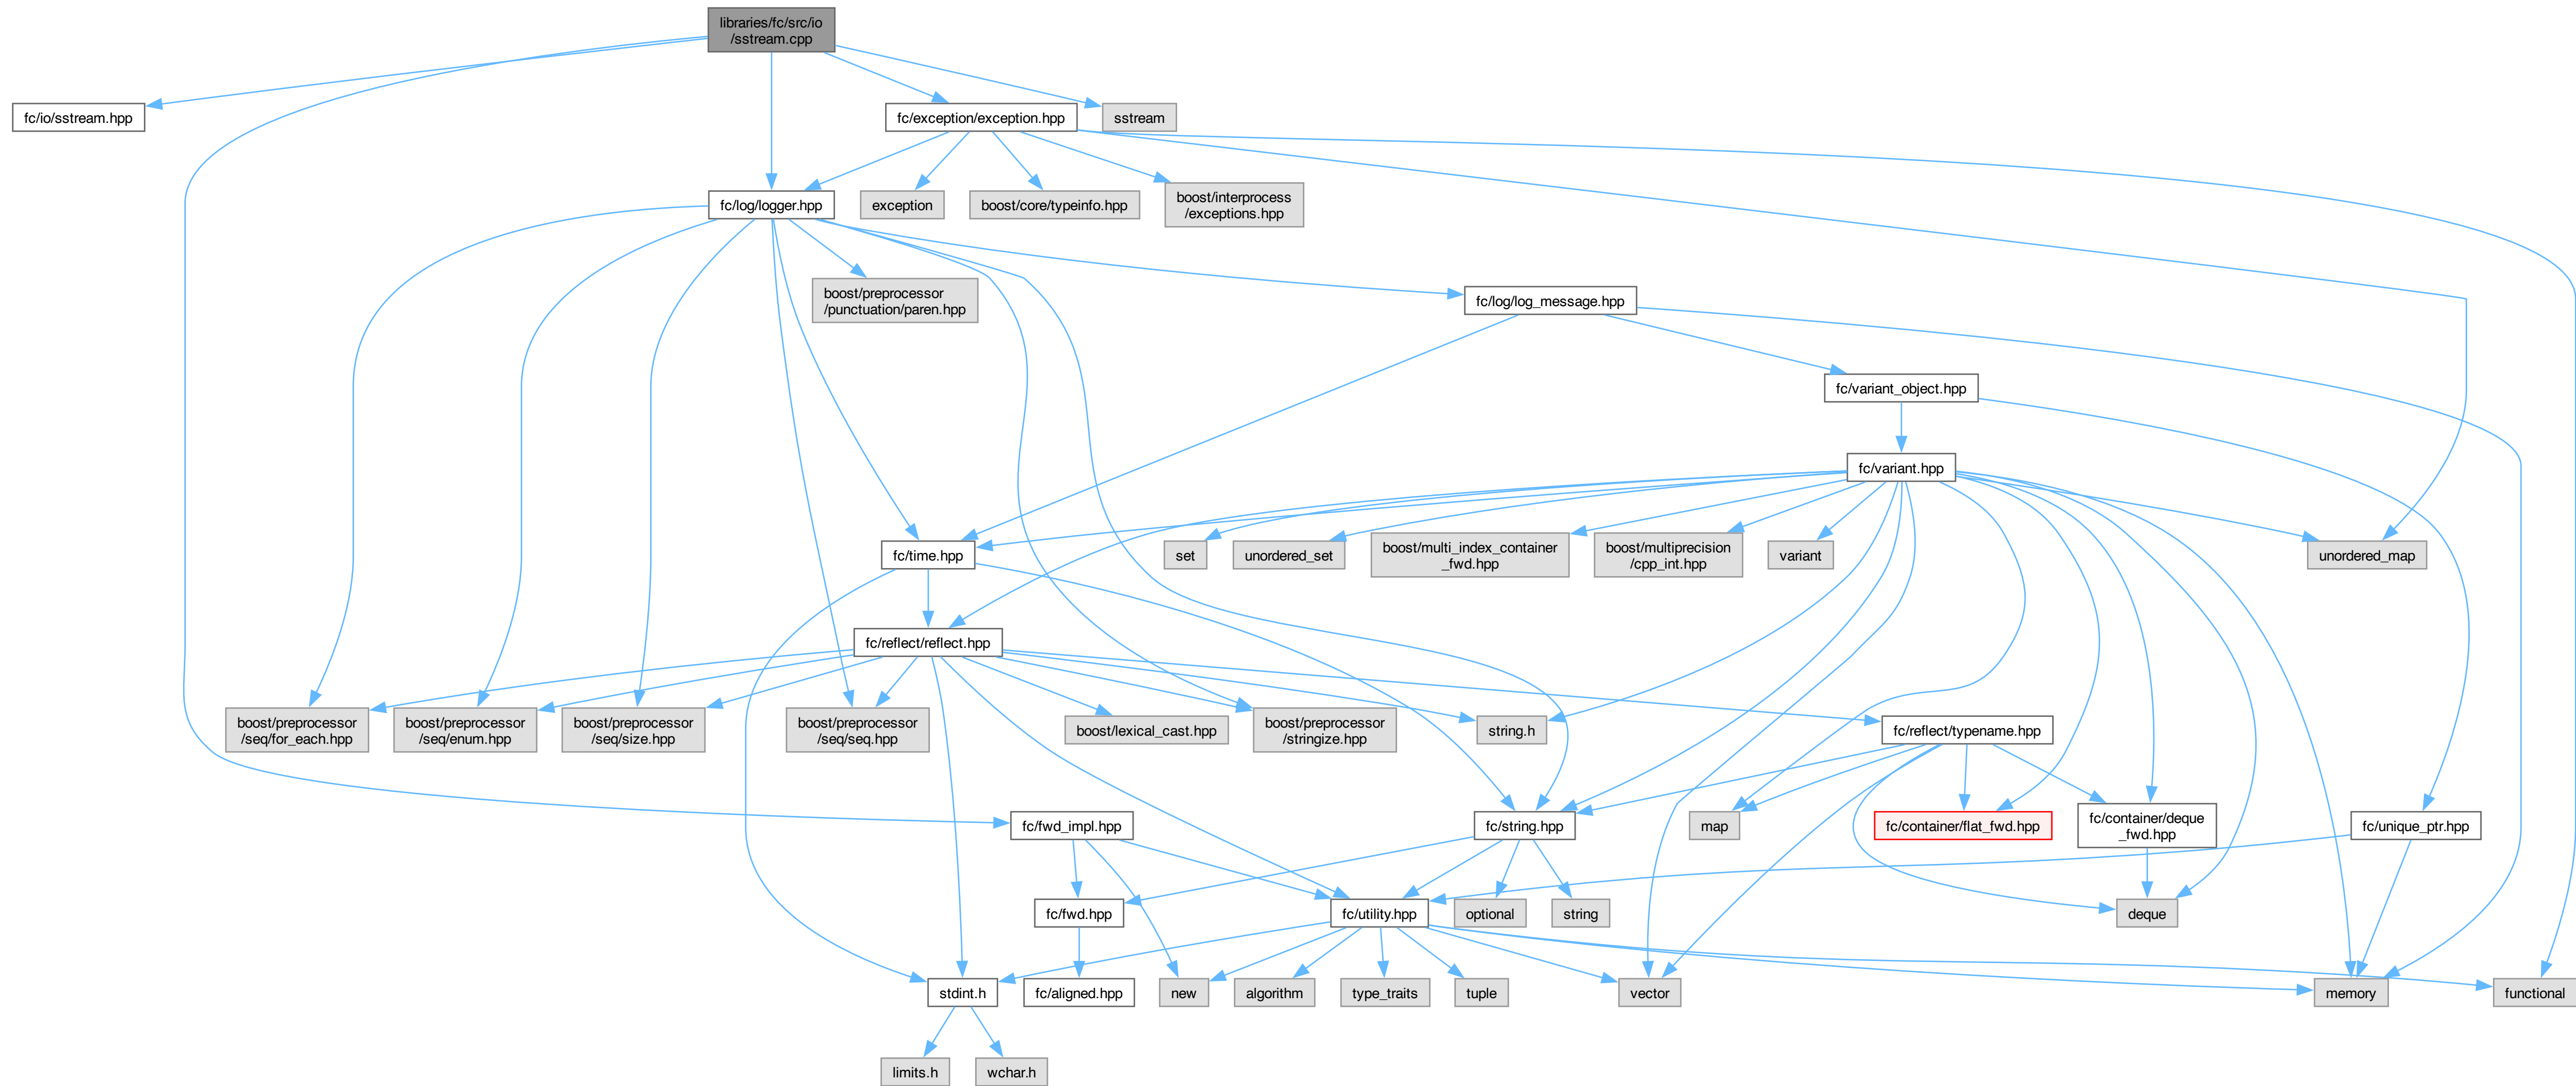 libraries/fc/src/io
/sstream.cpp
fc/io/sstream.hpp
fc/exception/exception.hpp
sstream
fc/log/logger.hpp
exception
boost/core/typeinfo.hpp
boost/interprocess
/exceptions.hpp
boost/preprocessor
/punctuation/paren.hpp
fc/log/log_message.hpp
fc/variant_object.hpp
fc/variant.hpp
fc/time.hpp
set
unordered_set
boost/multi_index_container
_fwd.hpp
boost/multiprecision
/cpp_int.hpp
variant
unordered_map
fc/reflect/reflect.hpp
boost/preprocessor
/seq/for_each.hpp
boost/preprocessor
/seq/enum.hpp
boost/preprocessor
/seq/size.hpp
boost/preprocessor
/seq/seq.hpp
boost/lexical_cast.hpp
boost/preprocessor
/stringize.hpp
string.h
fc/reflect/typename.hpp
fc/fwd_impl.hpp
fc/string.hpp
map
fc/container/flat_fwd.hpp
fc/container/deque
_fwd.hpp
fc/unique_ptr.hpp
fc/fwd.hpp
fc/utility.hpp
optional
string
deque
stdint.h
fc/aligned.hpp
new
algorithm
type_traits
tuple
vector
memory
functional
limits.h
wchar.h